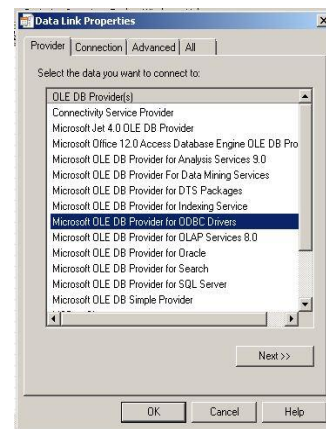 Data Link Properties
Provider Connection Advanced All
Select the data you want to connect to:
OLE DB Provider(s)
Connectivity Service Provider
Microsoft Jet 4.0 OLE DB Provider
Microsoft Office 12.0 Access Database Engine OLE DB Pro
Microsoft OLE DB Provider for Analysis Services 9.0
Microsoft OLE DB Provider For Data Mining Services
Microsoft OLE DB Provider for DTS Packages
Microsoft OLE DB Provider for Indexing Service
Microsoft OLE DB Provider for ODBC Drivers
Microsoft OLE DB Provider for OLAP Services 8.0
Microsoft OLE DB Provider for Oracle
Microsoft OLE DB Provider for Search
Microsoft OLE DB Provider for SQL Server
Microsoft OLE DB Simple Provider
Next >>
OK Cancel Help